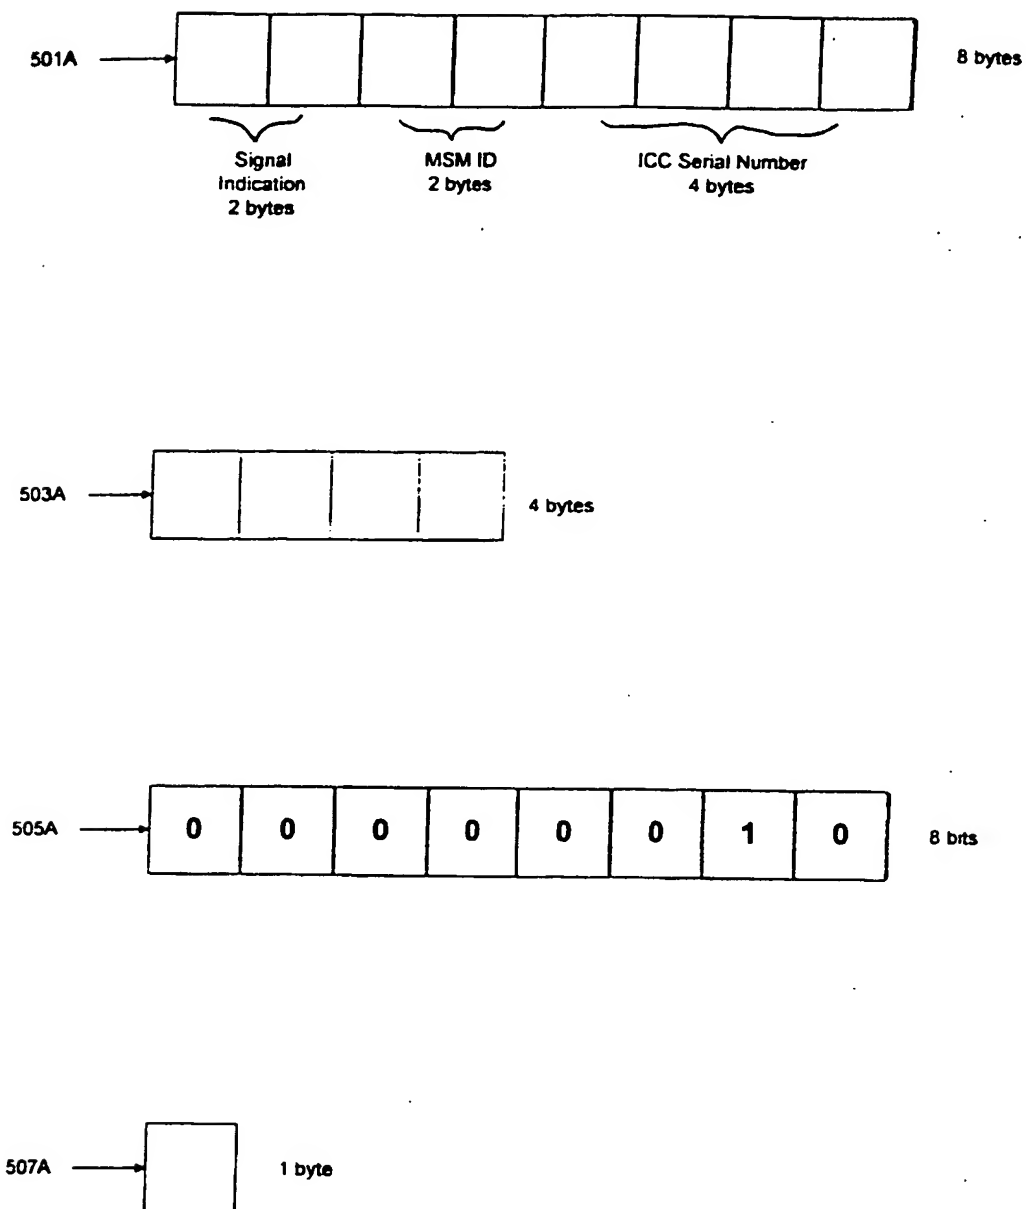 501A
8 bytes
Signal
Indication
2 bytes
MSM ID
2 bytes
ICC Serial Number
4 bytes
503A
4 bytes
505A
0 0 0 0 0 0 1 0
8 bits
507A
1 byte